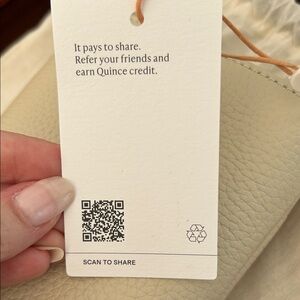 It pays to share.
Refer your friends and
earn Quince credit.
SCAN TO SHARE